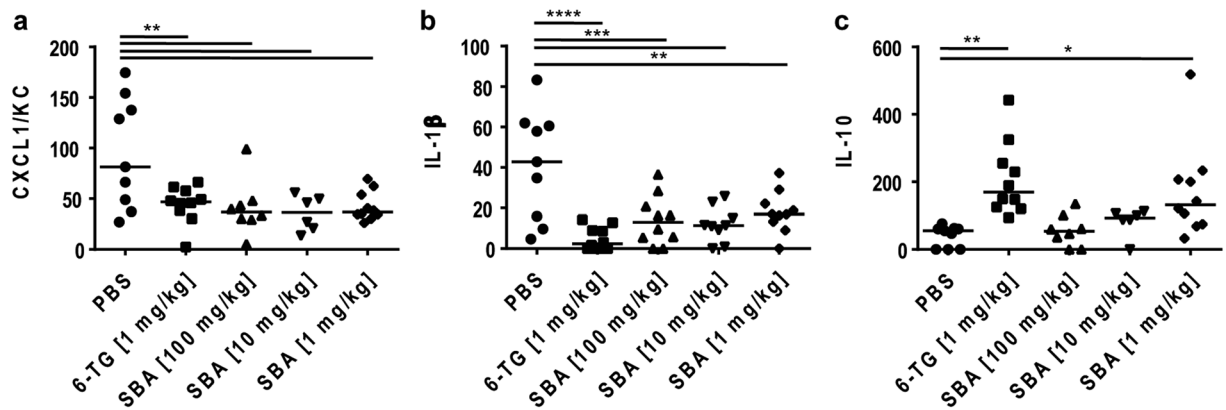 a
**
200
150
100
50
0
CXCL1/KC
PBS
6-TG [1 mg/kg]
SBA [100 mg/kg]
SBA [10 mg/kg]
SBA [1 mg/kg]
b
****
***
**
100
80
60
40
20
0
IL-1β
PBS
6-TG [1 mg/kg]
SBA [100 mg/kg]
SBA [10 mg/kg]
SBA [1 mg/kg]
c
**
*
600
400
200
0
IL-10
PBS
6-TG [1 mg/kg]
SBA [100 mg/kg]
SBA [10 mg/kg]
SBA [1 mg/kg]